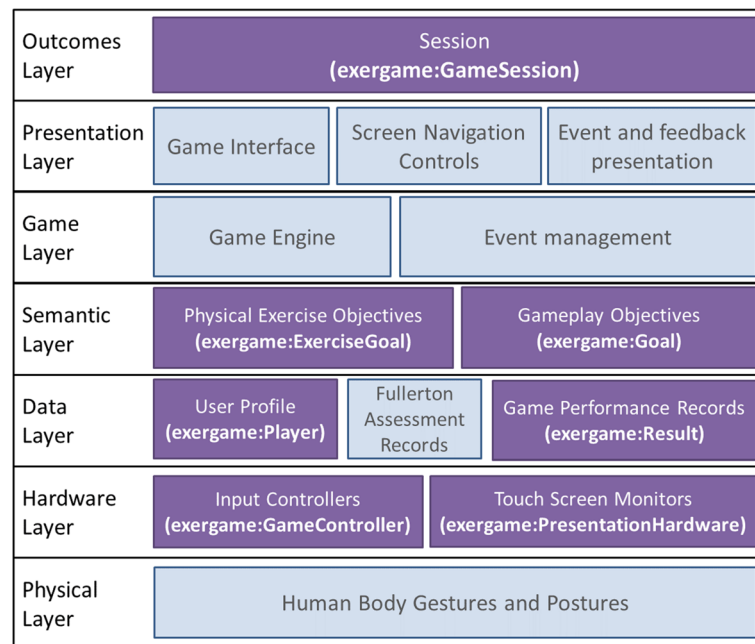 Outcomes
Layer
Session
(exergame:GameSession)
Presentation
Layer
Game Interface
Screen Navigation
Controls
Event and feedback
presentation
Game
Layer
Game Engine
Event management
Semantic
Layer
Physical Exercise Objectives
(exergame:ExerciseGoal)
Gameplay Objectives
(exergame:Goal)
Data
Layer
User Profile
(exergame:Player)
Fullerton
Assessment
Records
Game Performance Records
(exergame:Result)
Hardware
Layer
Input Controllers
(exergame:GameController)
Touch Screen Monitors
(exergame:PresentationHardware)
Physical
Layer
Human Body Gestures and Postures